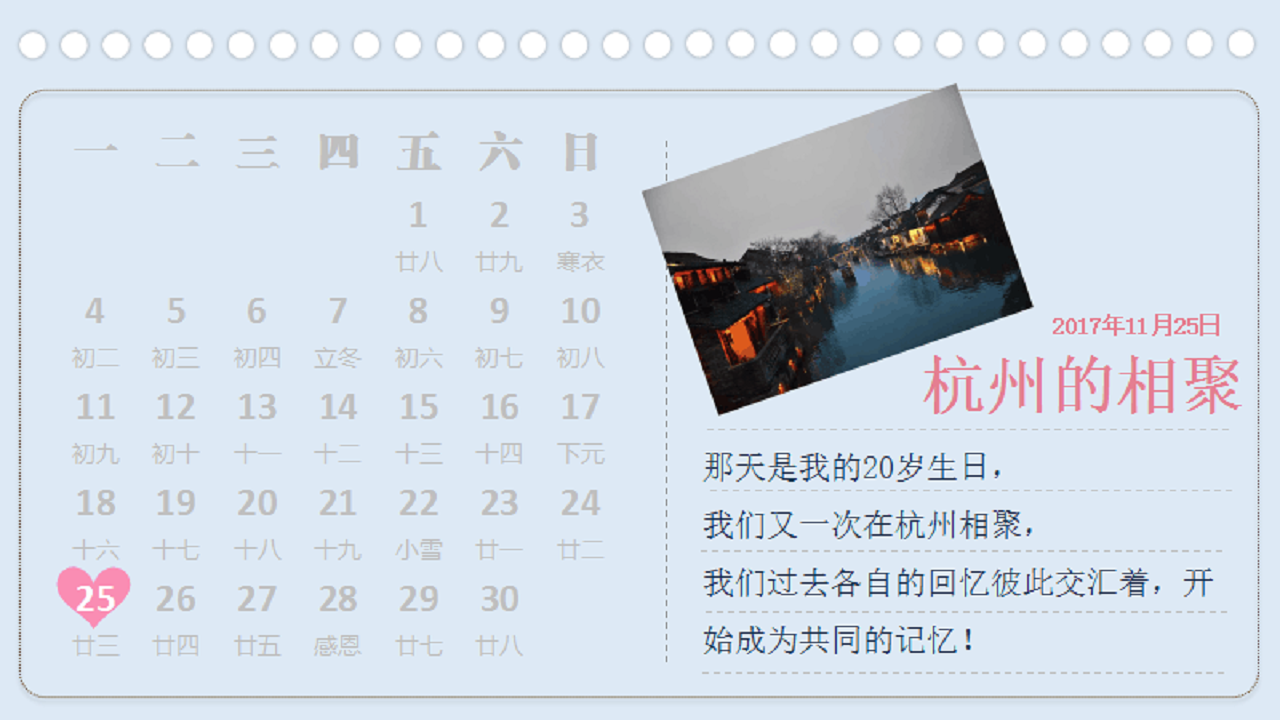 一 二 三 四 五 六 日
1 2 3
廿八 廿九 寒衣
4 5 6 7 8 9 10
初二 初三 初四 立冬 初六 初七 初八
11 12 13 14 15 16 17
初九 初十 十一 十二 十三 十四 下元
18 19 20 21 22 23 24
十六 十七 十八 十九 小雪 廿一 廿二
25 26 27 28 29 30
廿三 廿四 廿五 感恩 廿七 廿八
2017年11月25日
杭州的相聚
那天是我的20岁生日，
我们又一次在杭州相聚，
我们过去各自的回忆彼此交汇着，开
始成为共同的记忆！